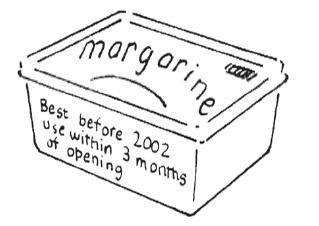 margarine
Best before 2002
use within 3 months
of opening